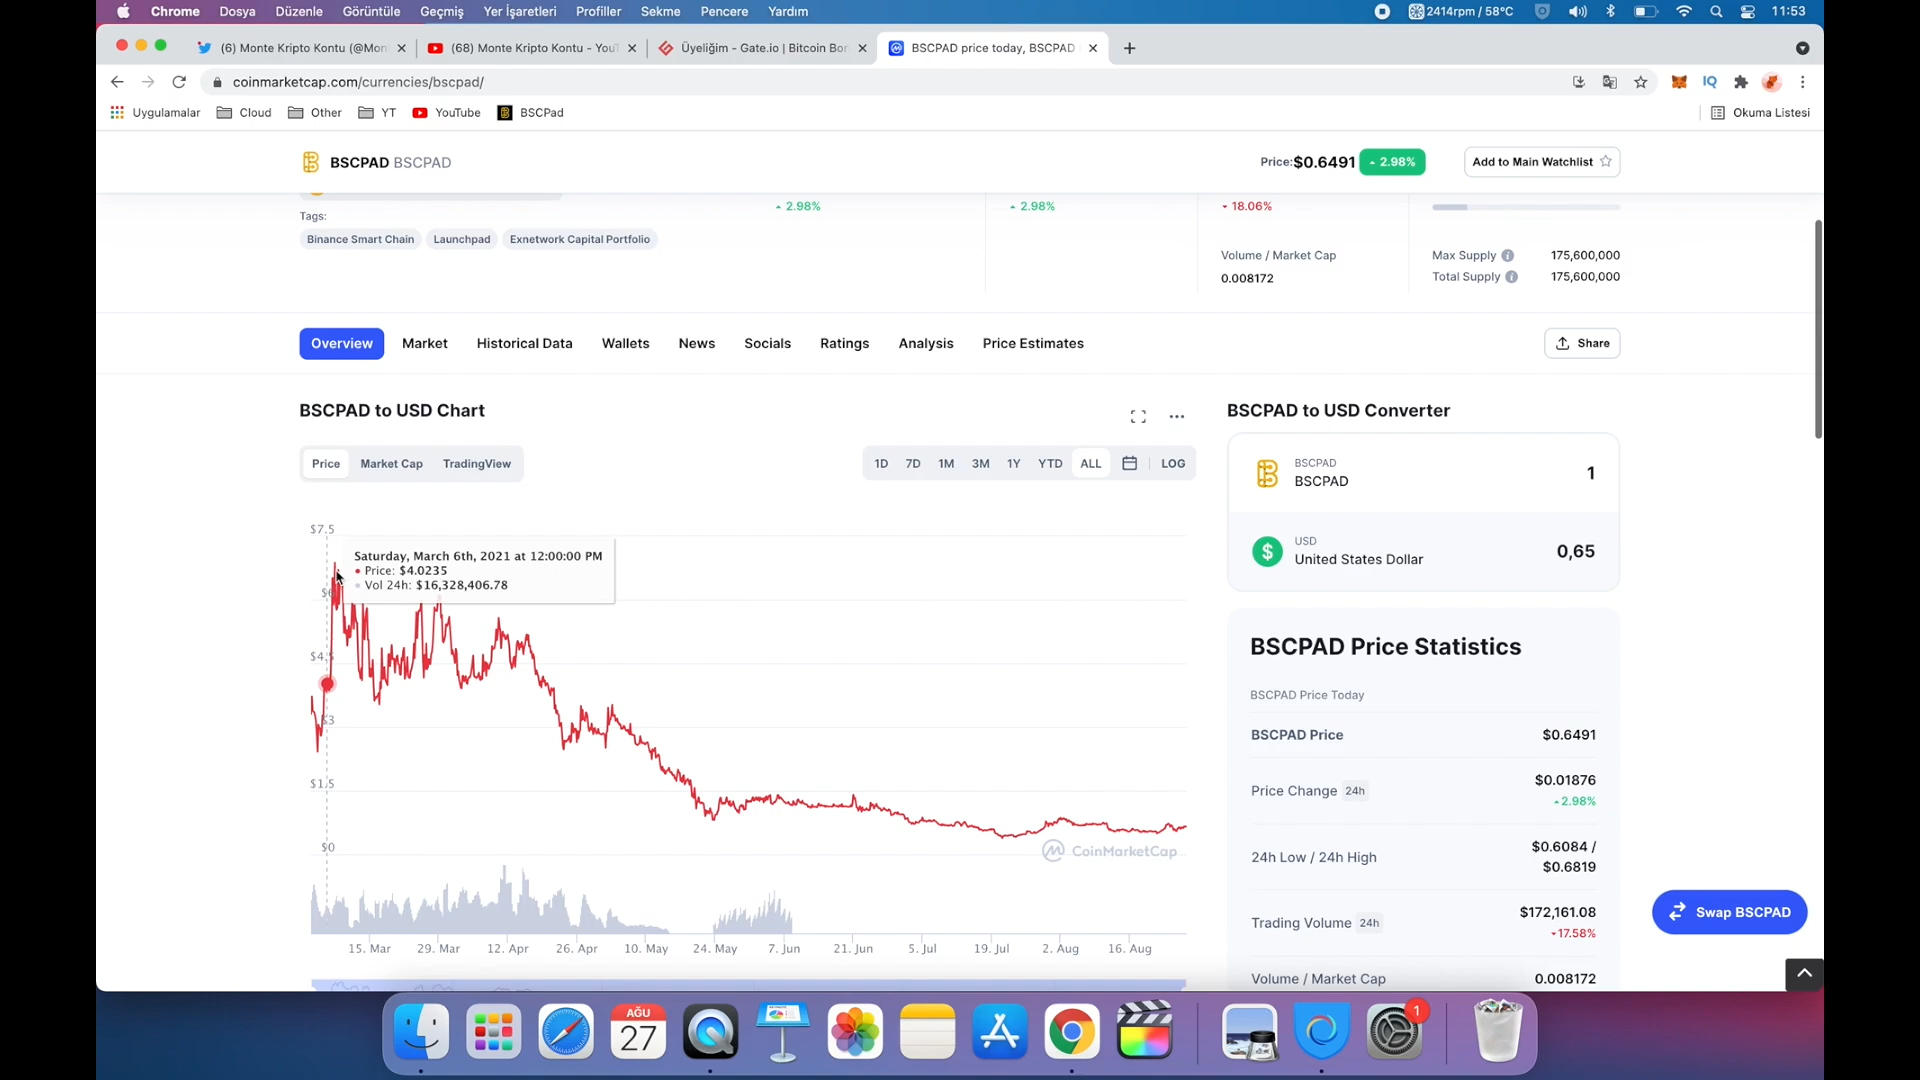 Chrome Dosya Düzenle Görüntüle Geçmiş Yer İşaretleri Profiller Sekme Pencere Yardım 2414rpm / 58°C 11:53
(6) Monte Kripto Kontu (@Mon (68) Monte Kripto Kontu - YouT Üyeliğim - Gate.io | Bitcoin Bor BSCPAD price today, BSCPAD
coinmarketcap.com/currencies/bscpad/
Uygulamalar Cloud Other YT YouTube BSCPad Okuma Listesi
BSCPAD BSCPAD Price:$0.6491 2.98% Add to Main Watchlist
2.98% 2.98% 18.06%
Tags:
Binance Smart Chain Launchpad Exnetwork Capital Portfolio
Volume / Market Cap
0.008172
Max Supply 175,600,000
Total Supply 175,600,000
Overview Market Historical Data Wallets News Socials Ratings Analysis Price Estimates Share
BSCPAD to USD Chart
Price Market Cap TradingView 1D 7D 1M 3M 1Y YTD ALL LOG
$7.5
Saturday, March 6th, 2021 at 12:00:00 PM
Price: $4.0235
Vol 24h: $16,328,406.78
$3
$1.5
$0
CoinMarketCap
15. Mar 29. Mar 12. Apr 26. Apr 10. May 24. May 7. Jun 21. Jun 5. Jul 19. Jul 2. Aug 16. Aug
BSCPAD to USD Converter
BSCPAD
BSCPAD 1
USD
United States Dollar 0,65
BSCPAD Price Statistics
BSCPAD Price Today
BSCPAD Price $0.6491
Price Change 24h $0.01876
2.98%
24h Low / 24h High $0.6084 /
$0.6819
Trading Volume 24h $172,161.08
17.58%
Volume / Market Cap 0.008172
Swap BSCPAD
AĞU
27
1